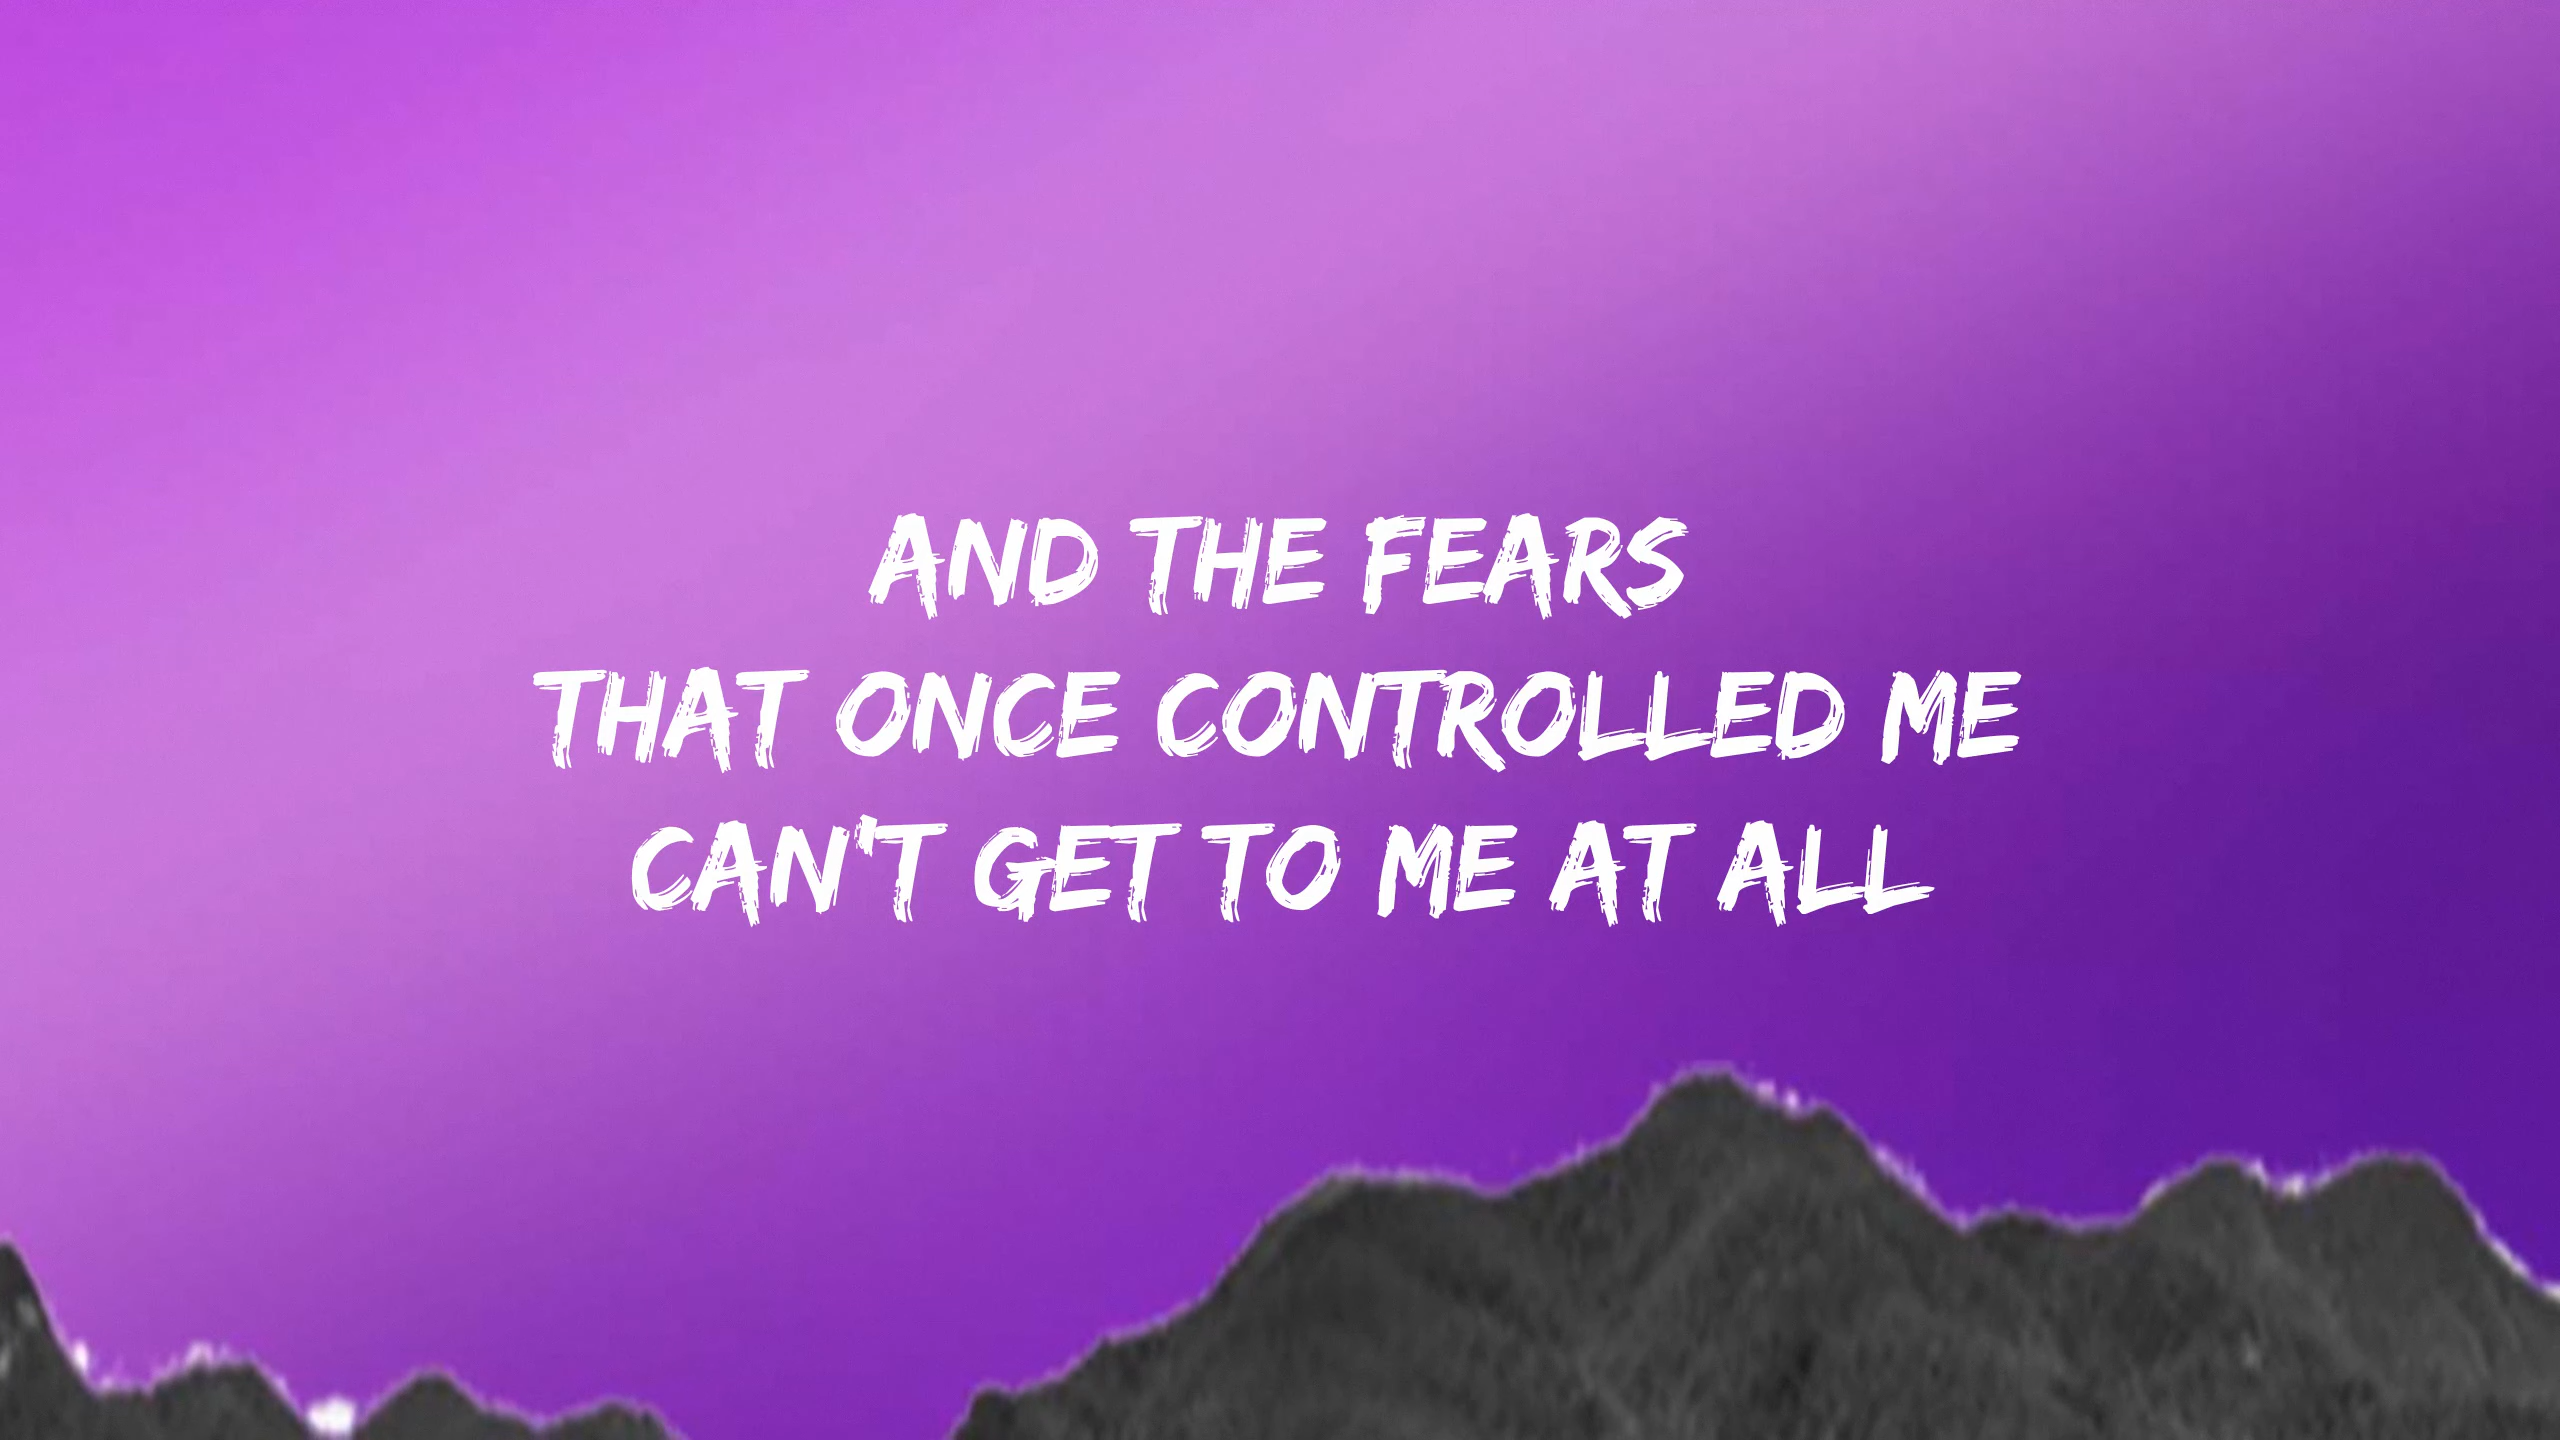 AND THE FEARS
THAT ONCE CONTROLLED ME
CAN'T GET TO ME AT ALL